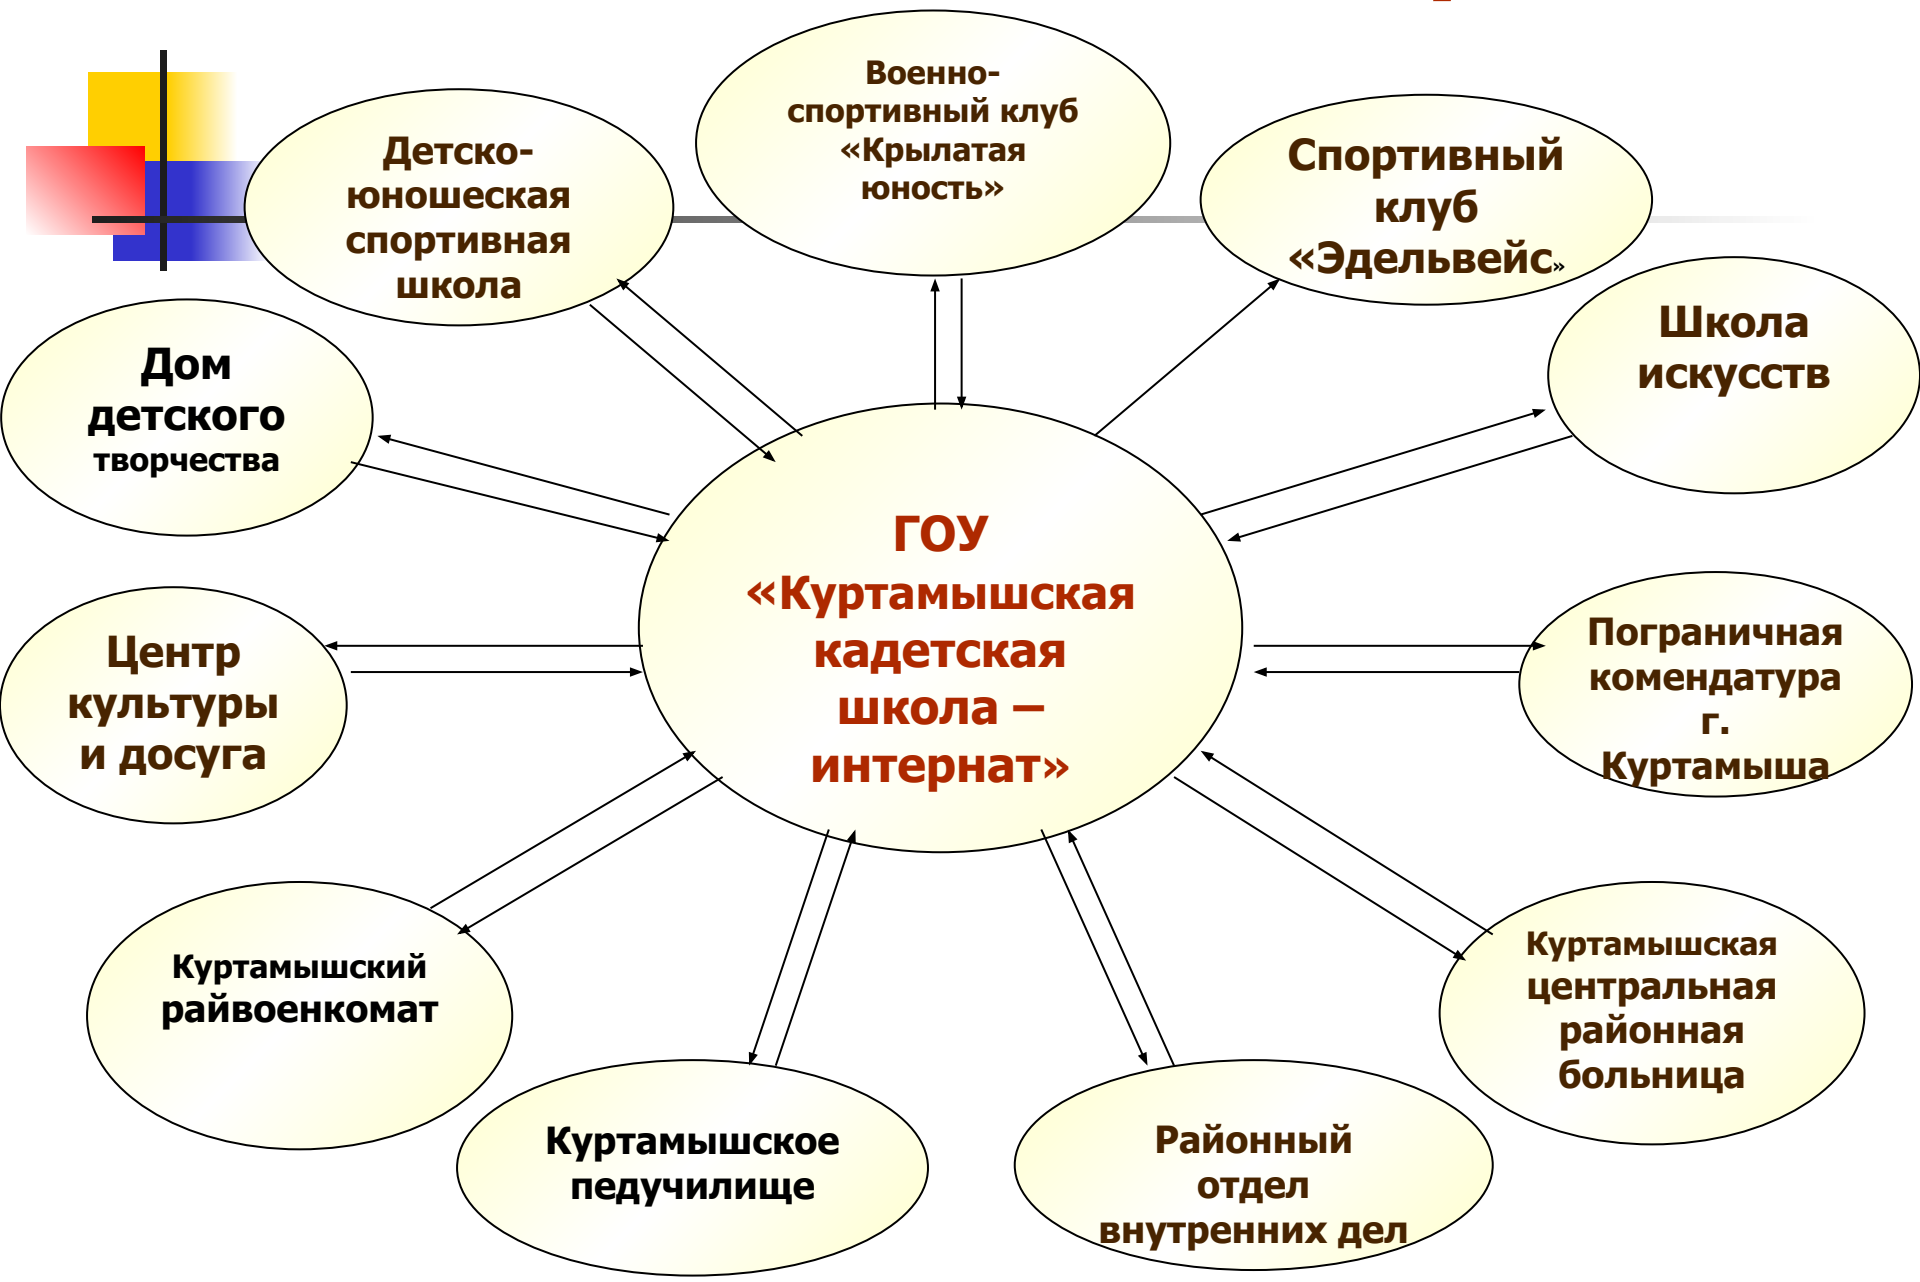 Военно-
спортивный клуб
«Крылатая
юность»
Детско-
юношеская
спортивная
школа
Спортивный
клуб
«Эдельвейс»
Школа
искусств
Дом
детского
творчества
ГОУ
«Куртамышская
кадетская
школа –
интернат»
Центр
культуры
и досуга
Пограничная
комендатура
г.
Куртамыша
Куртамышский
райвоенкомат
Куртамышская
центральная
районная
больница
Куртамышское
педучилище
Районный
отдел
внутренних дел